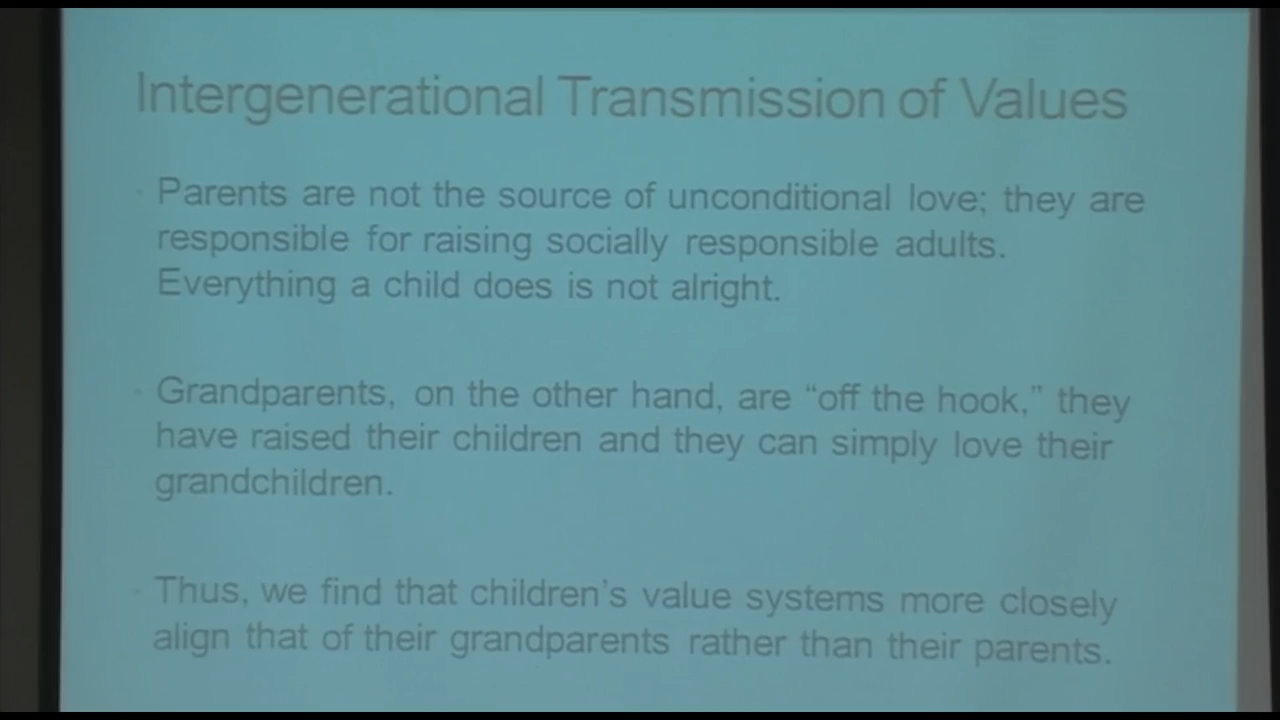 Intergenerational Transmission of Values
Parents are not the source of unconditional love; they are
responsible for raising socially responsible adults.
Everything a child does is not alright.
Grandparents, on the other hand, are “off the hook,” they
have raised their children and they can simply love their
grandchildren.
Thus, we find that children’s value systems more closely
align that of their grandparents rather than their parents.